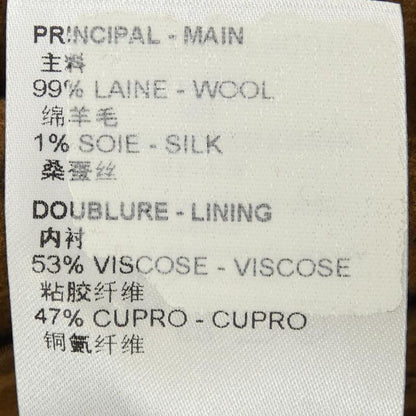 PRINCIPAL - MAIN
主料
99% LAINE - WOOL
绵羊毛
1% SOIE - SILK
桑蚕丝
DOUBLURE - LINING
内衬
53% VISCOSE - VISCOSE
粘胶纤维
47% CUPRO - CUPRO
铜氨纤维